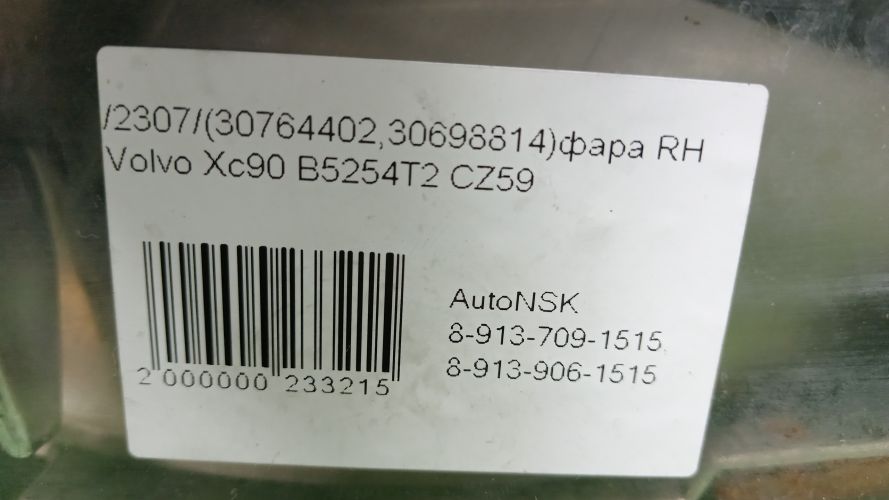 /2307/(30764402,30698814)фара RH
Volvo Xc90 B5254T2 CZ59
AutoNSK
8-913-709-1515,
8-913-906-1515
2 000000 233215